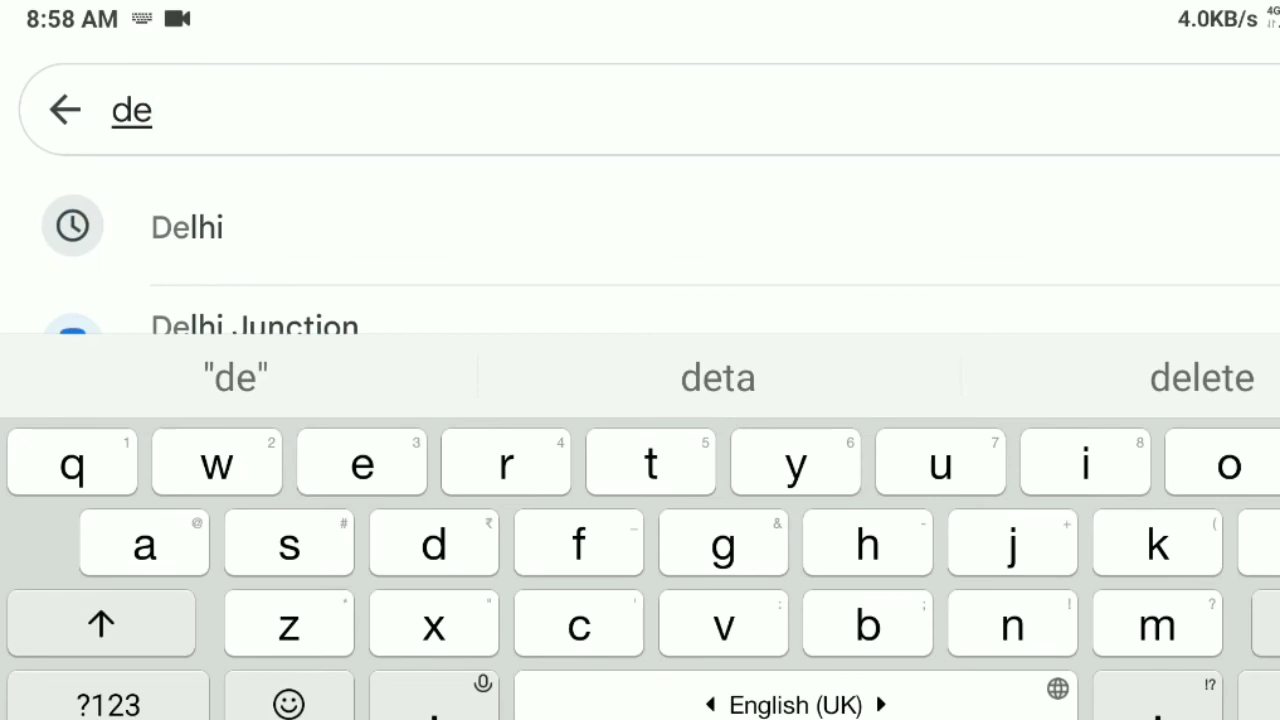 8:58 AM 4.0KB/s 4G
de
Delhi
Delhi Junction
"de" deta delete
q 1 w 2 e 3 r 4 t 5 y 6 u 7 i 8 o
a @ s # d ₹ f _ g & h - j + k (
z * x " c ' v : b ; n ! m ?
?123 . English (UK) . !?